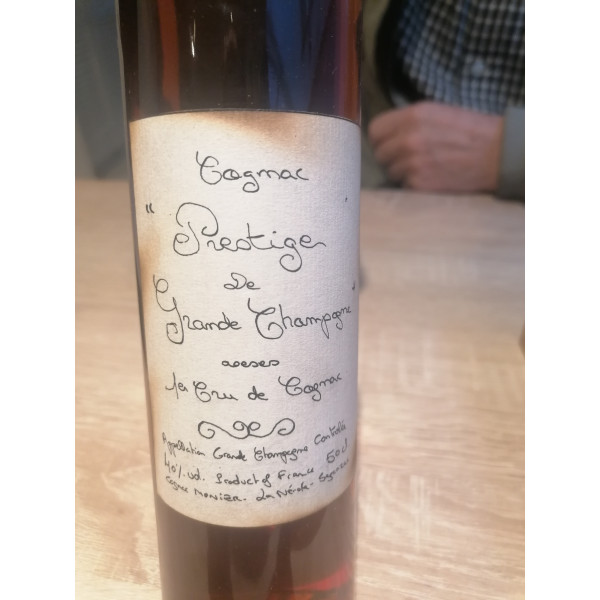 Cognac
"Prestige
De
Grande Champagne"
1er Cru de Cognac
Appellation Grande Champagne Contrôlée
40% vol. Product of France 50cl
Cognac